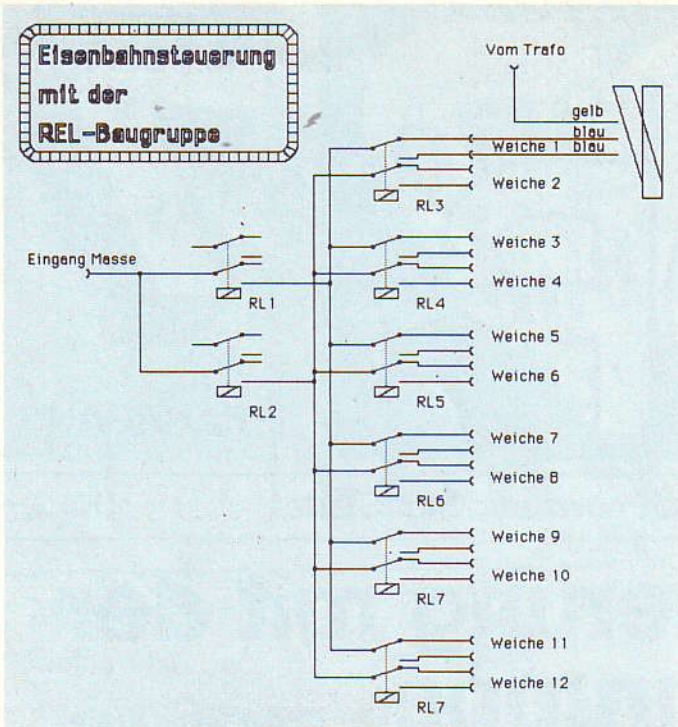 Eisenbahnsteuerung
mit der
REL-Baugruppe
Vom Trafo
gelb
blau
Weiche 1 blau
Weiche 2
RL3
Weiche 3
Eingang Masse
RL1
Weiche 4
RL4
Weiche 5
Weiche 6
RL2
RL5
Weiche 7
Weiche 8
RL6
Weiche 9
Weiche 10
RL7
Weiche 11
Weiche 12
RL7